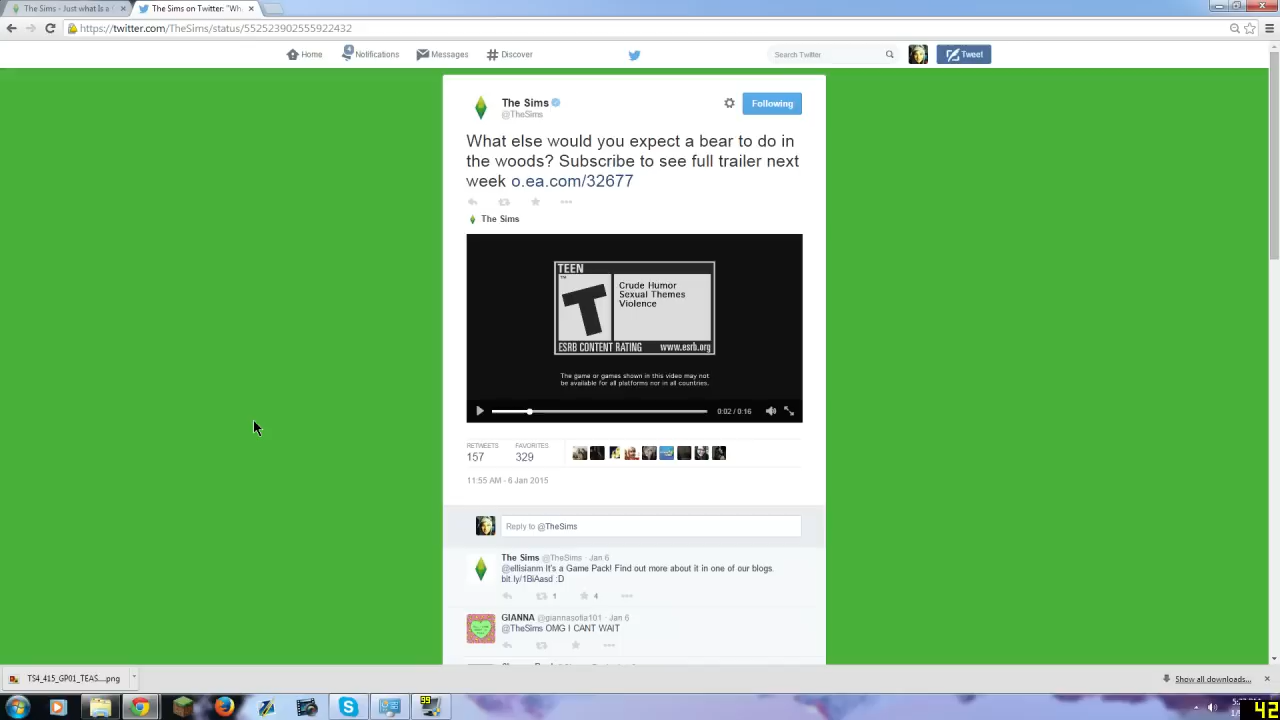 The Sims - Just what Is a
The Sims on Twitter: "Wh
https://twitter.com/TheSims/status/552523902555922432
Home
4
Notifications
Messages
Discover
Search Twitter
Tweet
The Sims
@TheSims
Following
What else would you expect a bear to do in
the woods? Subscribe to see full trailer next
week o.ea.com/32677
The Sims
TEEN
T
Crude Humor
Sexual Themes
Violence
ESRB CONTENT RATING www.esrb.org
The game or games shown in this video may not
be available for all platforms nor in all countries.
0:02 / 0:16
RETWEETS
157
FAVORITES
329
11:55 AM - 6 Jan 2015
Reply to @TheSims
The Sims @TheSims · Jan 6
@ellisianm It's a Game Pack! Find out more about it in one of our blogs.
bit.ly/1BiAasd :D
1
4
GIANNA @giannasofia101 · Jan 6
@TheSims OMG I CANT WAIT
TS4_415_GP01_TEAS....png
Show all downloads...
99
42